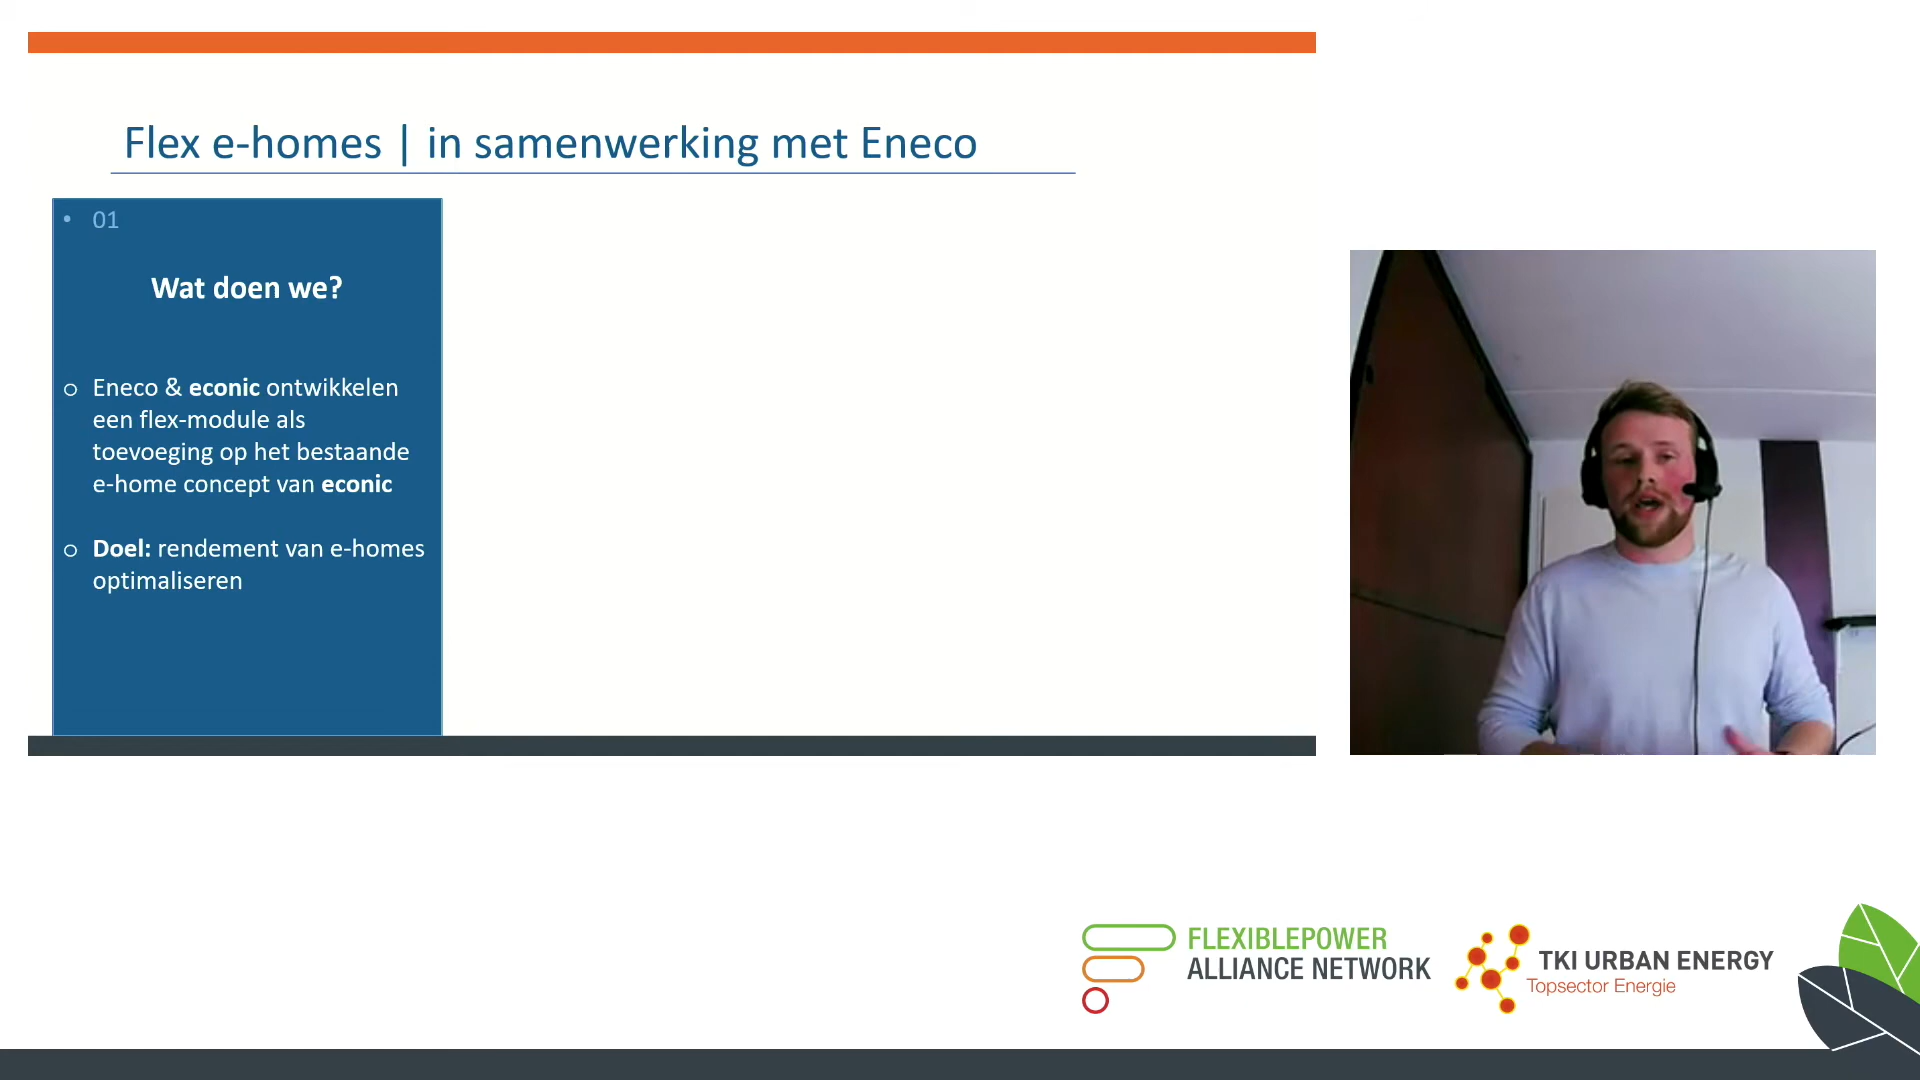 Flex e-homes | in samenwerking met Eneco
• 01
Wat doen we?
o Eneco & econic ontwikkelen
een flex-module als
toevoeging op het bestaande
e-home concept van econic
o Doel: rendement van e-homes
optimaliseren
FLEXIBLEPOWER
ALLIANCE NETWORK
TKI URBAN ENERGY
Topsector Energie